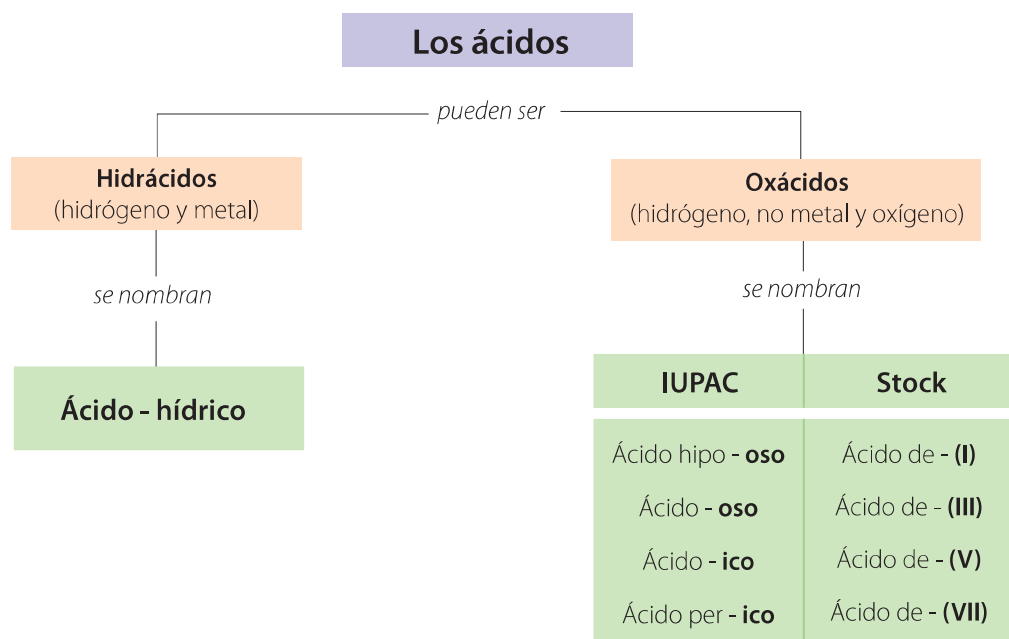 Los ácidos
pueden ser
Hidrácidos
(hidrógeno y metal)
se nombran
Ácido - hídrico
Oxácidos
(hidrógeno, no metal y oxígeno)
se nombran
IUPAC Stock
Ácido hipo - oso Ácido de - (I)
Ácido - oso Ácido de - (III)
Ácido - ico Ácido de - (V)
Ácido per - ico Ácido de - (VII)